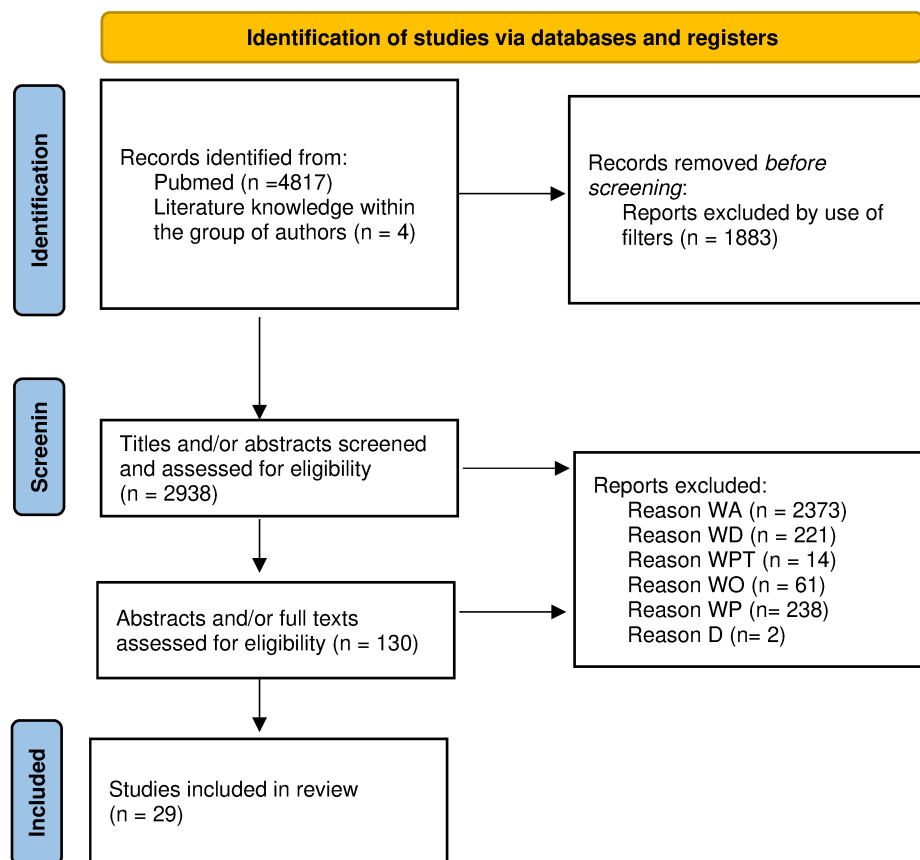 Identification of studies via databases and registers
Identification
Records identified from:
Pubmed (n =4817)
Literature knowledge within
the group of authors (n = 4)
Records removed before
screening:
Reports excluded by use of
filters (n = 1883)
Screenin
Titles and/or abstracts screened
and assessed for eligibility
(n = 2938)
Reports excluded:
Reason WA (n = 2373)
Reason WD (n = 221)
Reason WPT (n = 14)
Reason WO (n = 61)
Reason WP (n= 238)
Reason D (n= 2)
Abstracts and/or full texts
assessed for eligibility (n = 130)
Included
Studies included in review
(n = 29)